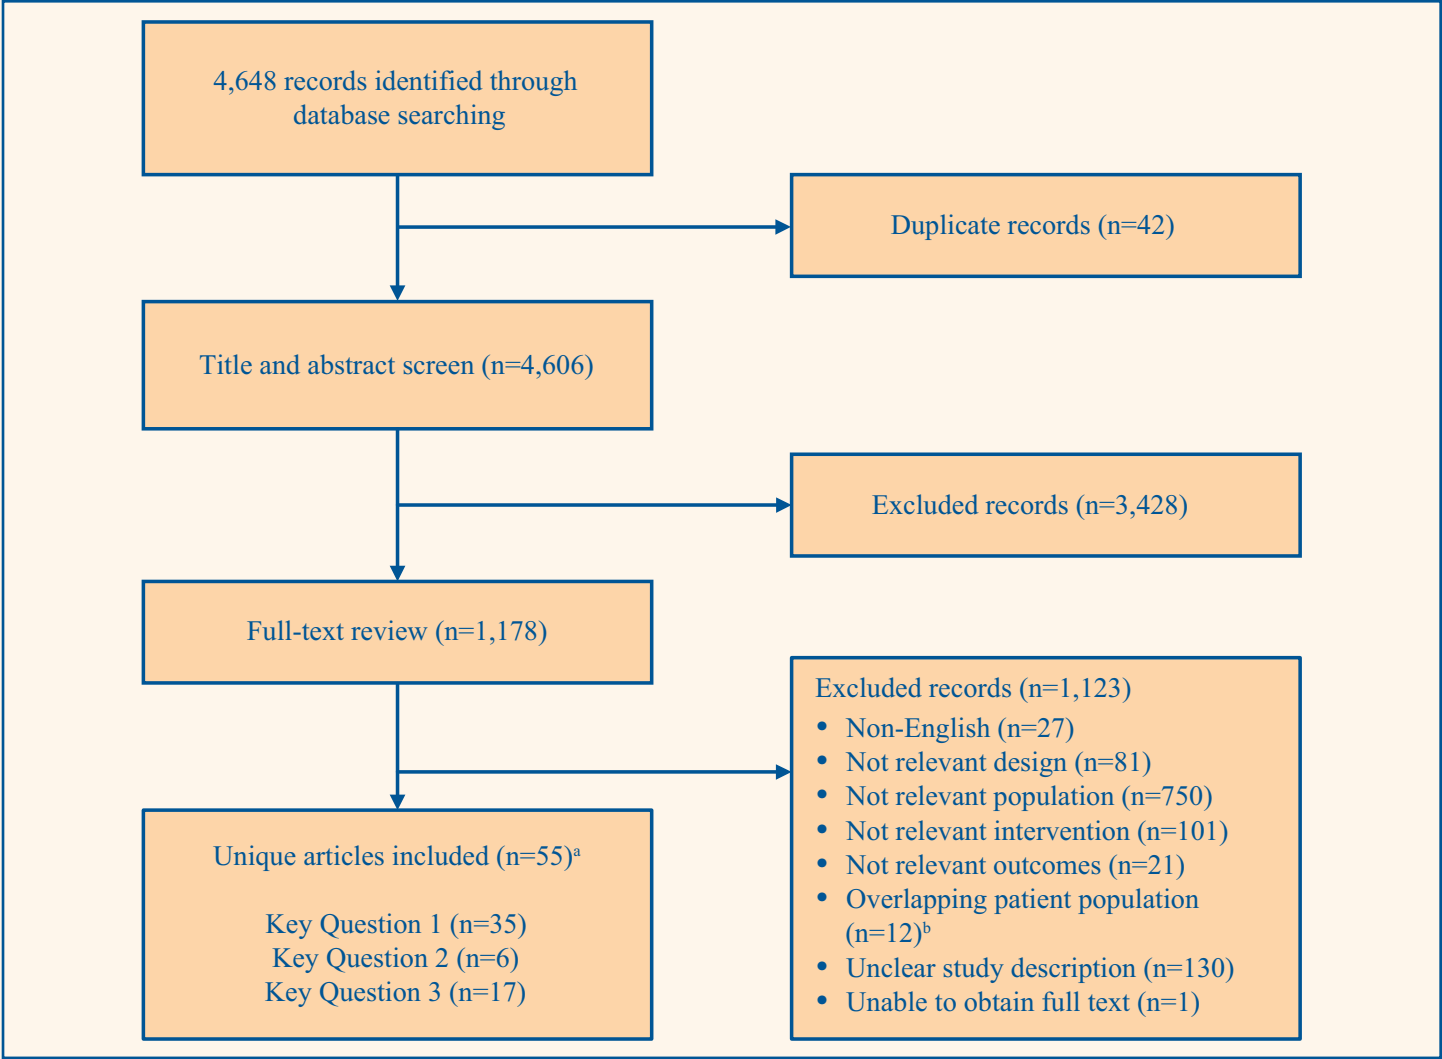 4,648 records identified through
database searching
Duplicate records (n=42)
Title and abstract screen (n=4,606)
Excluded records (n=3,428)
Full-text review (n=1,178)
Excluded records (n=1,123)
• Non-English (n=27)
• Not relevant design (n=81)
• Not relevant population (n=750)
• Not relevant intervention (n=101)
• Not relevant outcomes (n=21)
• Overlapping patient population
(n=12)ᵇ
• Unclear study description (n=130)
• Unable to obtain full text (n=1)
Unique articles included (n=55)ᵃ
Key Question 1 (n=35)
Key Question 2 (n=6)
Key Question 3 (n=17)